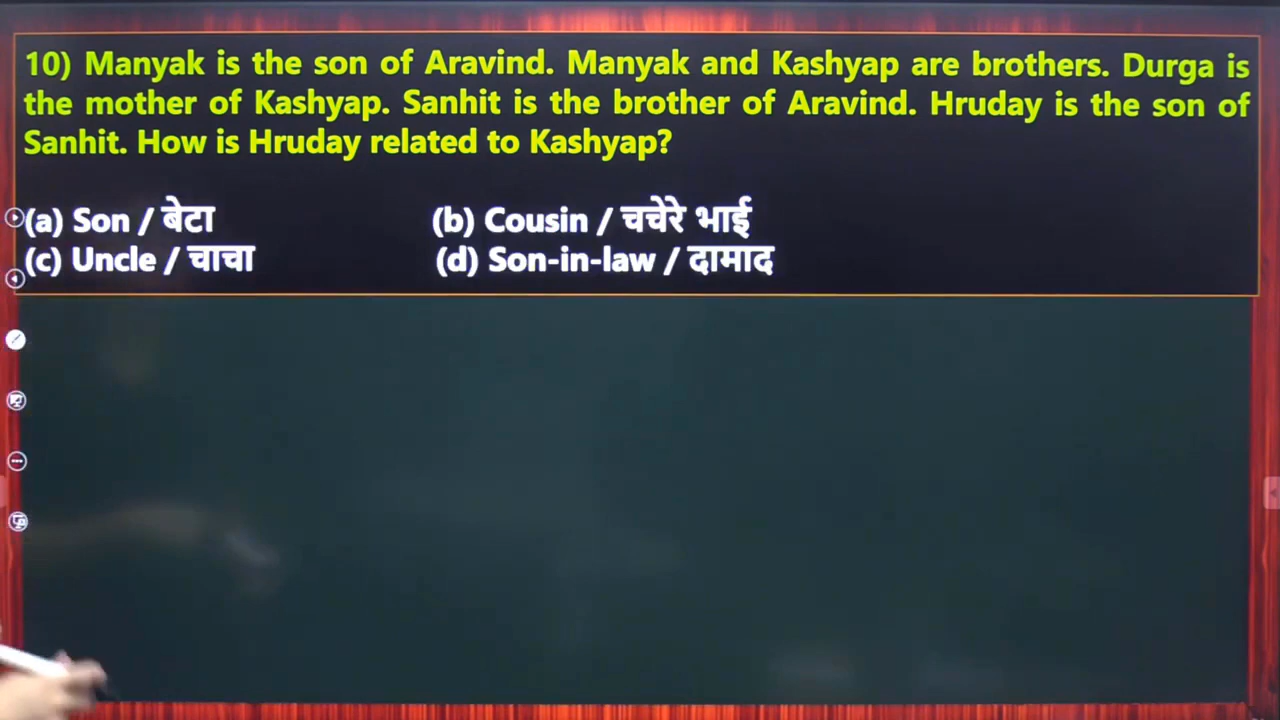 10) Manyak is the son of Aravind. Manyak and Kashyap are brothers. Durga is
the mother of Kashyap. Sanhit is the brother of Aravind. Hruday is the son of
Sanhit. How is Hruday related to Kashyap?
(a) Son / बेटा (b) Cousin / चचेरे भाई
(c) Uncle / चाचा (d) Son-in-law / दामाद